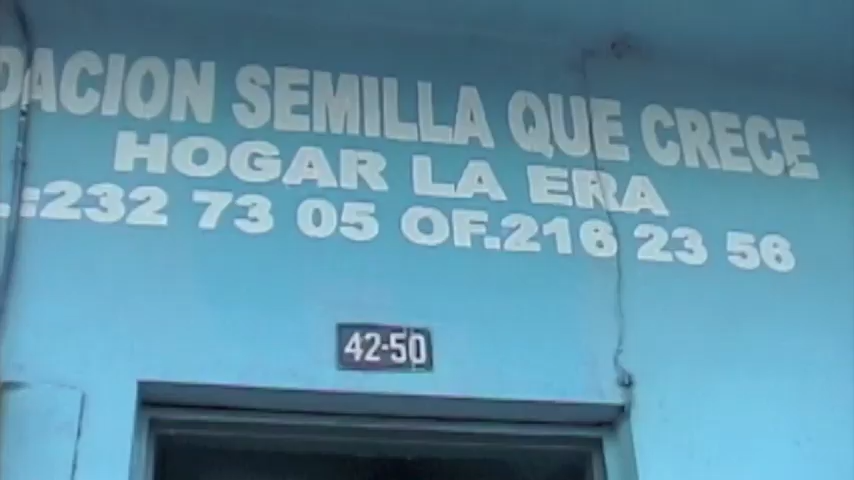 DACION SEMILLA QUE CRECE
HOGAR LA ERA
.:232 73 05 OF.216 23 56
42-50